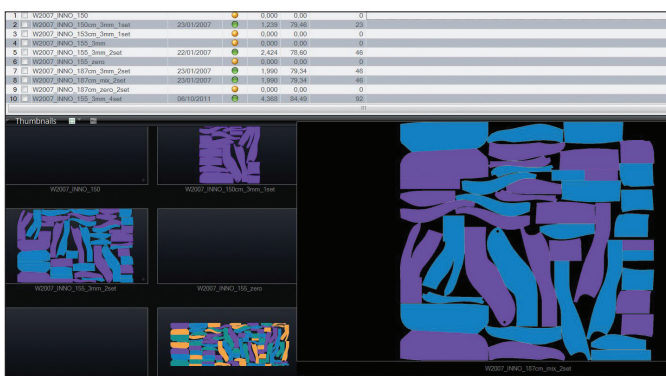 1 W2007_INNO_150 0,000 0,00 0
2 W2007_INNO_150cm_3mm_1set 23/01/2007 1,239 79,46 23
3 W2007_INNO_153cm_3mm_1set 0,000 0,00 0
4 W2007_INNO_155_3mm 0,000 0,00 0
5 W2007_INNO_155_3mm_2set 22/01/2007 2,424 78,60 46
6 W2007_INNO_155_zero 0,000 0,00 0
7 W2007_INNO_187cm_3mm_2set 23/01/2007 1,990 79,34 46
8 W2007_INNO_187cm_mix_2set 23/01/2007 1,990 79,34 46
9 W2007_INNO_187cm_zero_2set 0,000 0,00 0
10 W2007_INNO_155_3mm_4set 06/10/2011 4,368 84,49 92
Thumbnails
W2007_INNO_150
W2007_INNO_150cm_3mm_1set
W2007_INNO_155_3mm_2set
W2007_INNO_155_zero
W2007_INNO_187cm_mix_2set